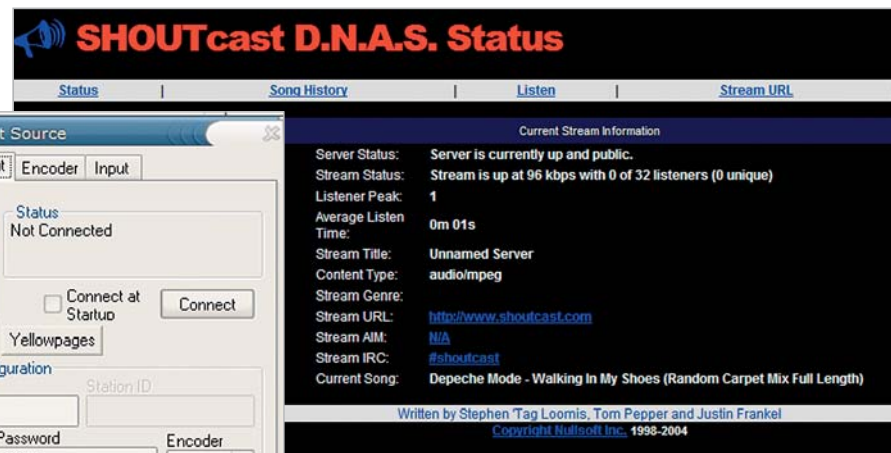 SHOUTcast D.N.A.S. Status
Status | Song History | Listen | Stream URL
Current Stream Information
Server Status: Server is currently up and public.
Stream Status: Stream is up at 96 kbps with 0 of 32 listeners (0 unique)
Listener Peak: 1
Average Listen
Time: 0m 01s
Stream Title: Unnamed Server
Content Type: audio/mpeg
Stream Genre:
Stream URL: http://www.shoutcast.com
Stream AIM: N/A
Stream IRC: #shoutcast
Current Song: Depeche Mode - Walking In My Shoes (Random Carpet Mix Full Length)
Written by Stephen 'Tag Loomis, Tom Pepper and Justin Frankel
Copyright Nullsoft Inc. 1998-2004
Source
Encoder Input
Status
Not Connected
Connect at
Startup
Connect
Yellowpages
Station ID
Password
Encoder